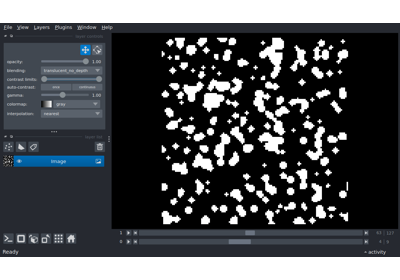 File View Layers Plugins Window Help
opacity: 1.00
blending: translucent_no_depth
contrast limits:
auto-contrast: once continuous
gamma: 1.00
colormap: gray
interpolation: nearest
Image
1
0
Ready
activity